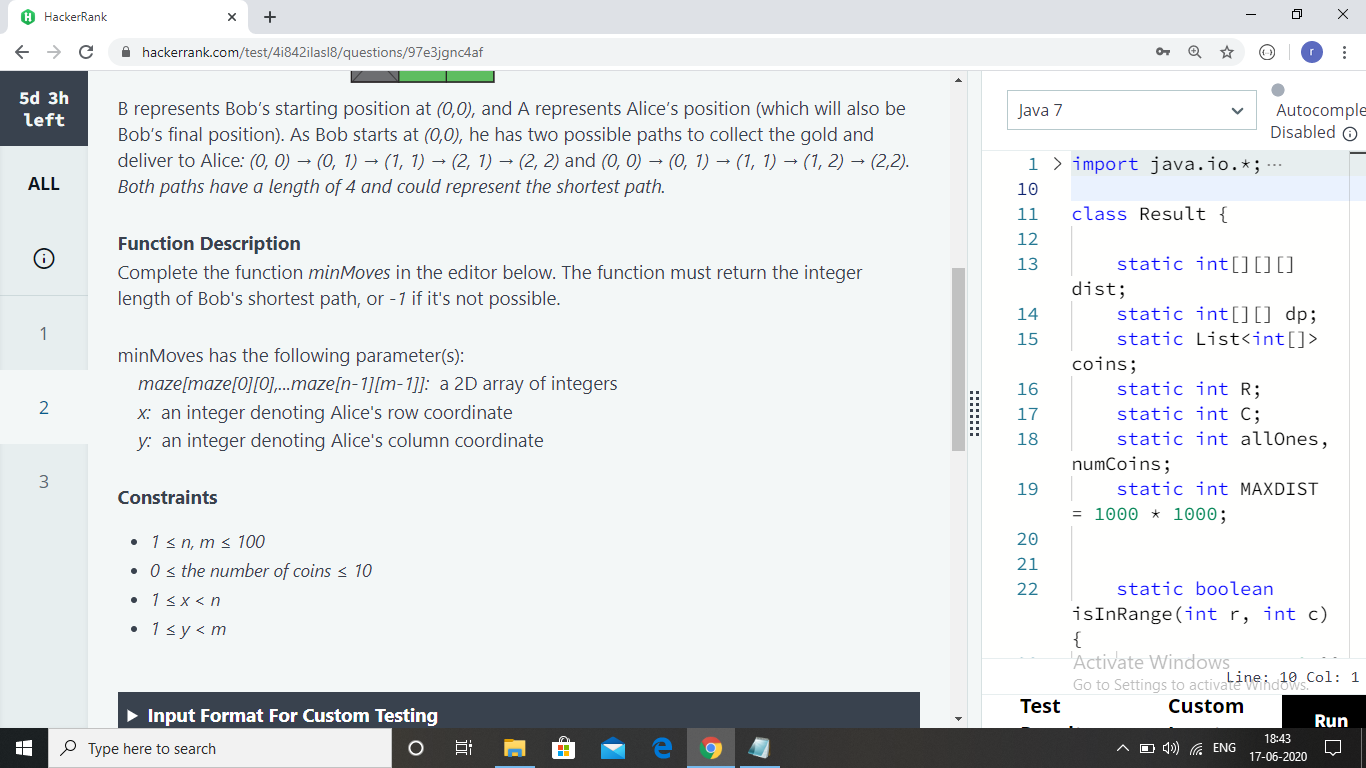 HackerRank
hackerrank.com/test/4i842ilasl8/questions/97e3jgnc4af
r
5d 3h
left
ALL
1
2
3
B represents Bob's starting position at (0,0), and A represents Alice's position (which will also be
Bob's final position). As Bob starts at (0,0), he has two possible paths to collect the gold and
deliver to Alice: (0, 0) → (0, 1) → (1, 1) → (2, 1) → (2, 2) and (0, 0) → (0, 1) → (1, 1) → (1, 2) → (2,2).
Both paths have a length of 4 and could represent the shortest path.
Function Description
Complete the function minMoves in the editor below. The function must return the integer
length of Bob's shortest path, or -1 if it's not possible.
minMoves has the following parameter(s):
maze[maze[0][0],...maze[n-1][m-1]]: a 2D array of integers
x: an integer denoting Alice's row coordinate
y: an integer denoting Alice's column coordinate
Constraints
• 1 ≤ n, m ≤ 100
• 0 ≤ the number of coins ≤ 10
• 1 ≤ x < n
• 1 ≤ y < m
▶ Input Format For Custom Testing
Java 7
Autocomple
Disabled
1 > import java.io.*; ...
10
11 class Result {
12
13 static int[][][]
dist;
14 static int[][] dp;
15 static List<int[]>
coins;
16 static int R;
17 static int C;
18 static int allOnes,
numCoins;
19 static int MAXDIST
= 1000 * 1000;
20
21
22 static boolean
isInRange(int r, int c)
{
Activate Windows
Go to Settings to activate Windows.
Line: 10 Col: 1
Test
Custom
Run
Type here to search
ENG
18:43
17-06-2020